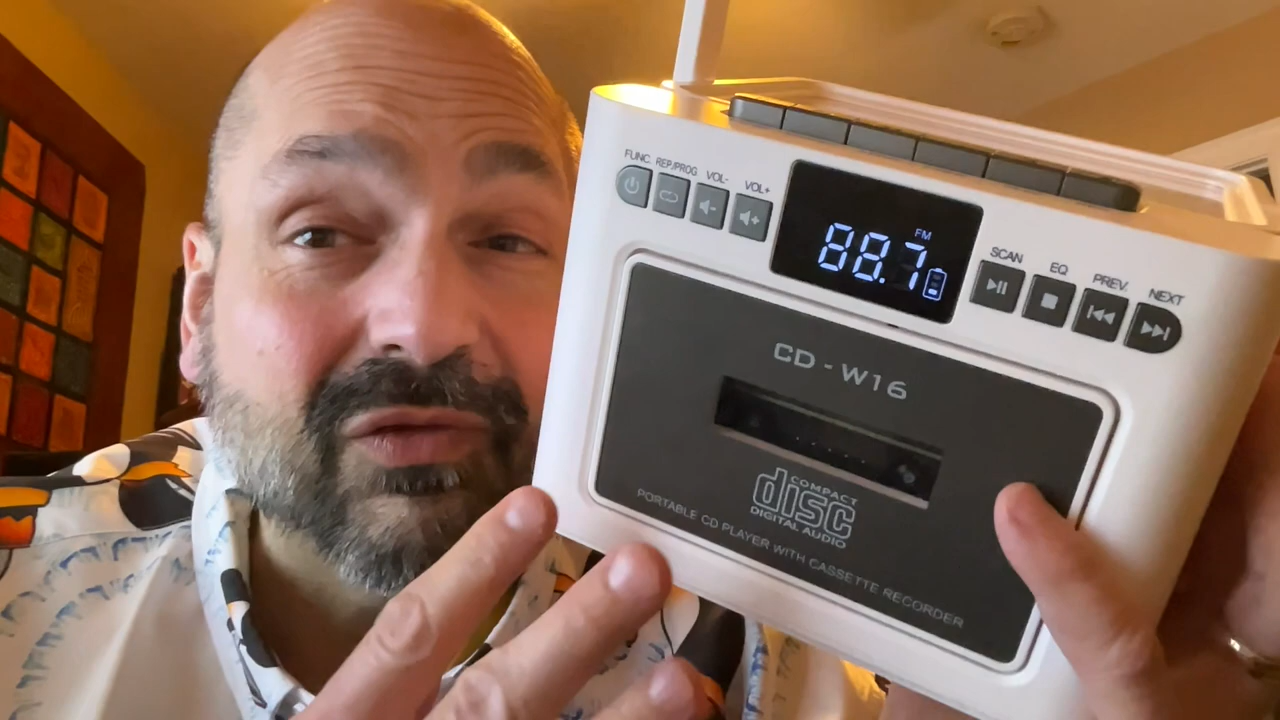 FUNC. REP./PROG VOL- VOL+
FM
88.7
SCAN EQ PREV. NEXT
CD-W16
COMPACT
disc
DIGITAL AUDIO
PORTABLE CD PLAYER WITH CASSETTE RECORDER